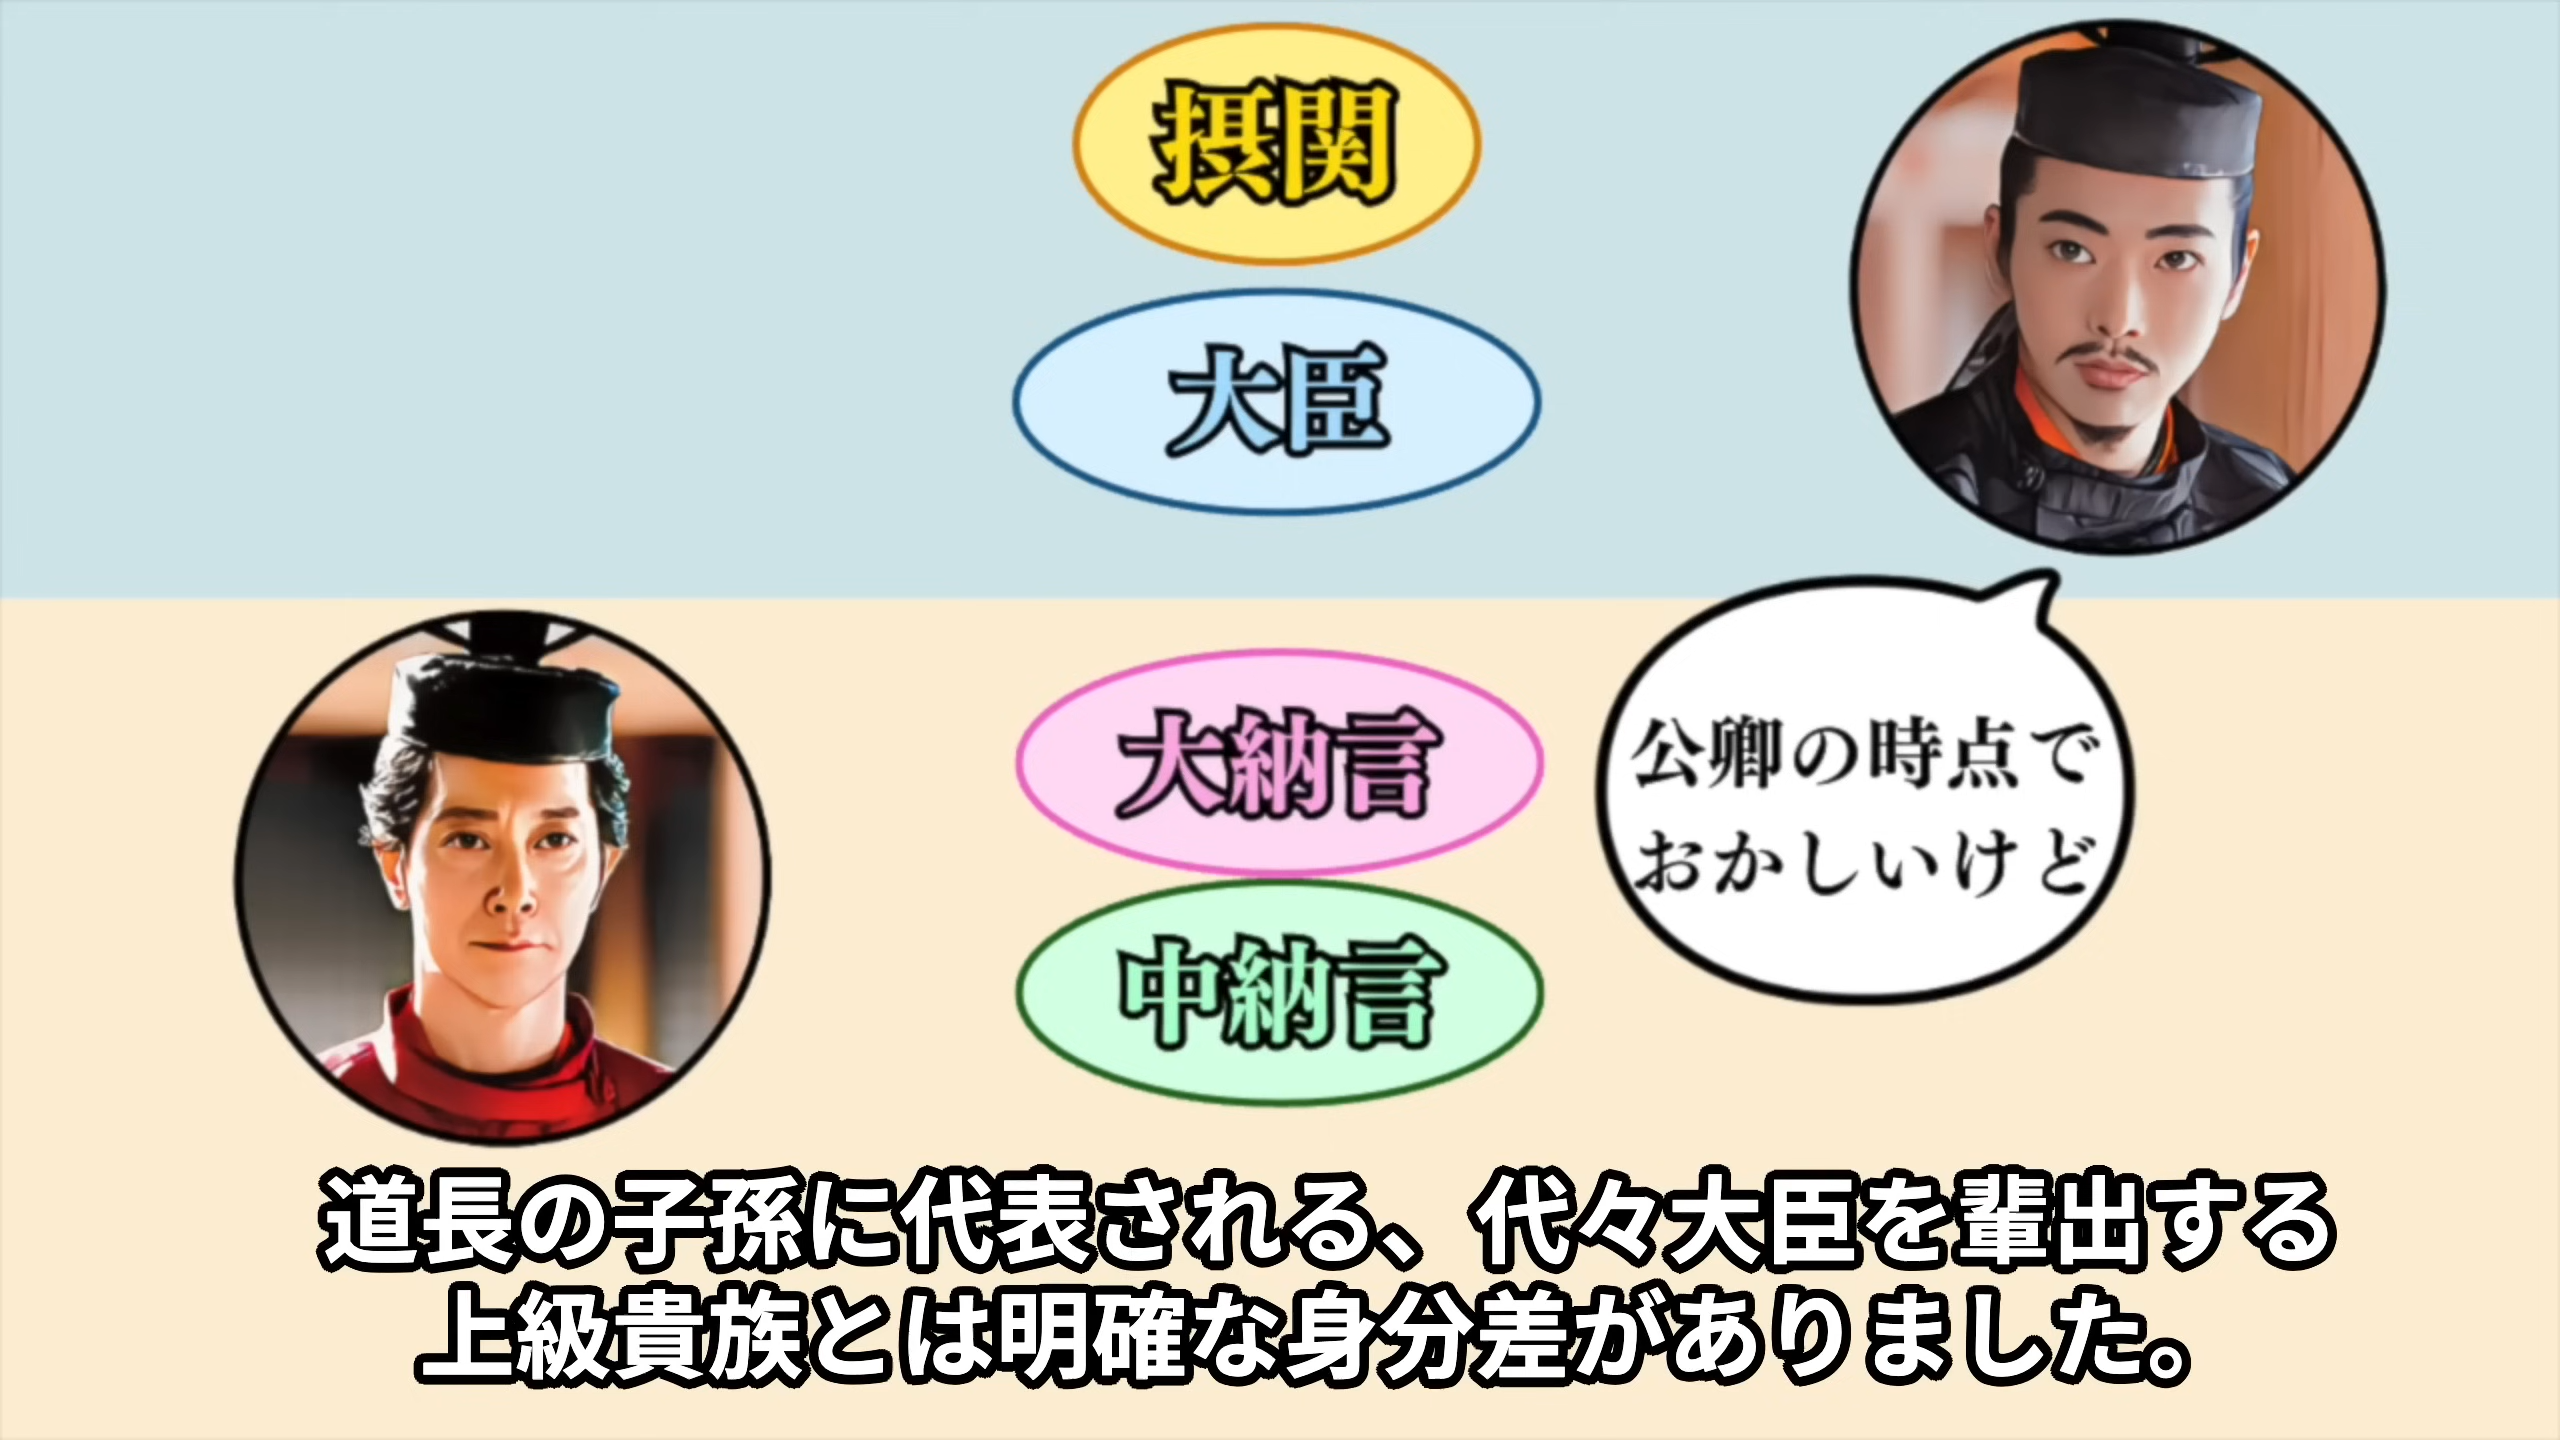 摂関
大臣
大納言
中納言
公卿の時点で
おかしいけど
道長の子孫に代表される、代々大臣を輩出する
上級貴族とは明確な身分差がありました。